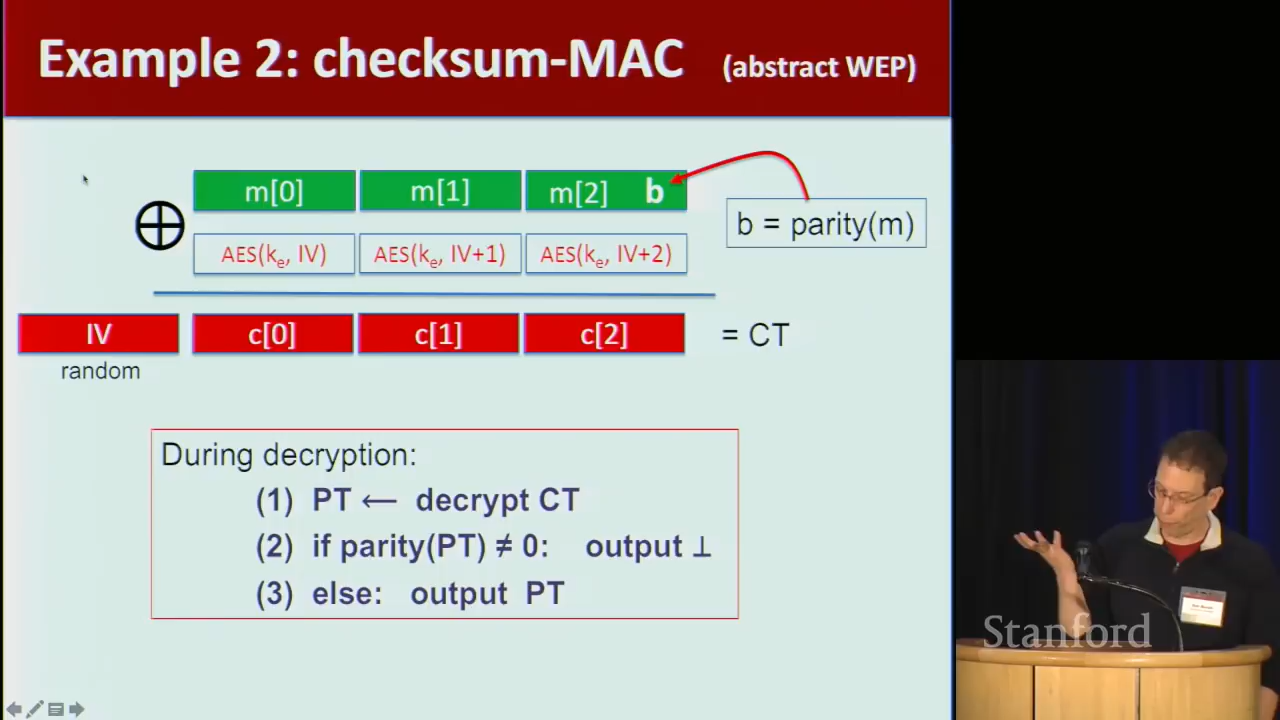 Example 2: checksum-MAC (abstract WEP)
m[0] m[1] m[2] b
b = parity(m)
⊕
AES(kₑ, IV) AES(kₑ, IV+1) AES(kₑ, IV+2)
IV c[0] c[1] c[2] = CT
random
During decryption:
(1) PT ⟵ decrypt CT
(2) if parity(PT) ≠ 0: output ⊥
(3) else: output PT
Stanford